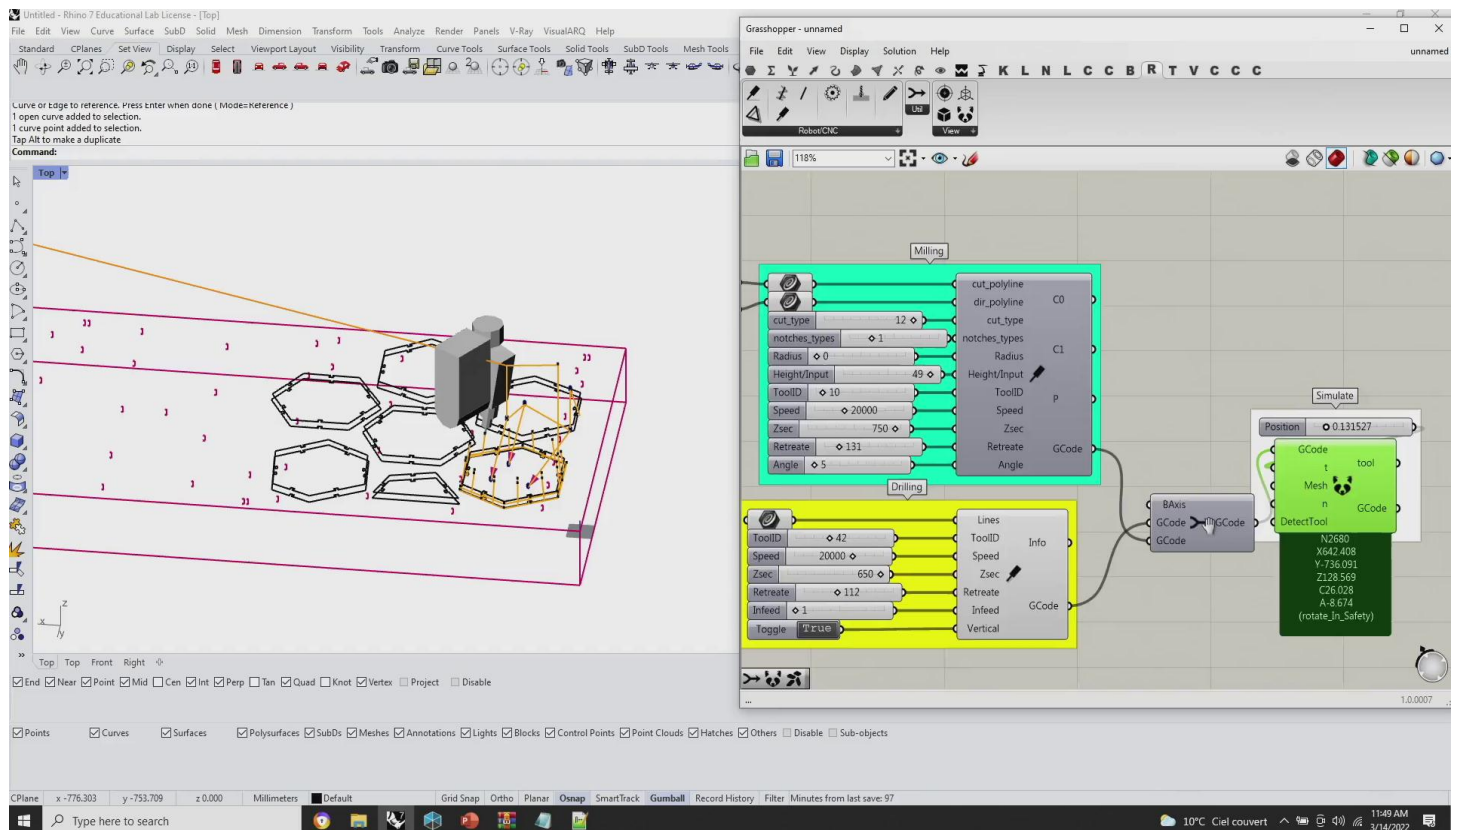 Untitled - Rhino 7 Educational Lab License - [Top]
File Edit View Curve Surface SubD Solid Mesh Dimension Transform Tools Analyze Render Panels V-Ray VisualARQ Help
Standard CPlanes Set View Display Select Viewport Layout Visibility Transform Curve Tools Surface Tools Solid Tools SubD Tools Mesh Tools
Curve or Edge to reference. Press Enter when done ( Mode=Reference )
1 open curve added to selection.
1 curve point added to selection.
Tap Alt to make a duplicate
Command:
Top
z
x
y
Top Top Front Right
End Near Point Mid Cen Int Perp Tan Quad Knot Vertex Project Disable
Points Curves Surfaces Polysurfaces SubDs Meshes Annotations Lights Blocks Control Points Point Clouds Hatches Others Disable Sub-objects
CPlane x -776.303 y -753.709 z 0.000 Millimeters Default Grid Snap Ortho Planar Osnap SmartTrack Gumball Record History Filter Minutes from last save: 97
Type here to search
10°C Ciel couvert
11:49 AM
3/14/2022
Grasshopper - unnamed
File Edit View Display Solution Help unnamed
K L N L C C B R T V C C C
Util
Robot/CNC View
118%
Milling
cut_polyline
dir_polyline
C0
cut_type 12 cut_type
notches_types 1 notches_types
Radius 0 Radius
C1
Height/Input 49 Height/Input
ToolID 10 ToolID
P
Speed 20000 Speed
Zsec 750 Zsec
Retreate 131 Retreate
GCode
Angle 5 Angle
Drilling
Lines
ToolID 42 ToolID
Info
Speed 20000 Speed
Zsec 650 Zsec
Retreate 112 Retreate
Infeed 1 Infeed
GCode
Toggle True Vertical
BAxis
GCode GCode
GCode
Simulate
Position 0.131527
GCode
t tool
Mesh
n GCode
DetectTool
N2680
X642.408
Y-736.091
Z128.569
C26.028
A-8.674
(rotate_In_Safety)
...
1.0.0007